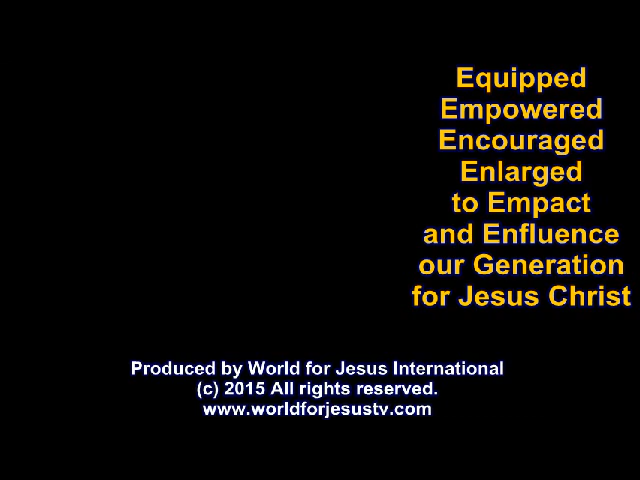 Equipped
Empowered
Encouraged
Enlarged
to Empact
and Enfluence
our Generation
for Jesus Christ
Produced by World for Jesus International
(c) 2015 All rights reserved.
www.worldforjesustv.com